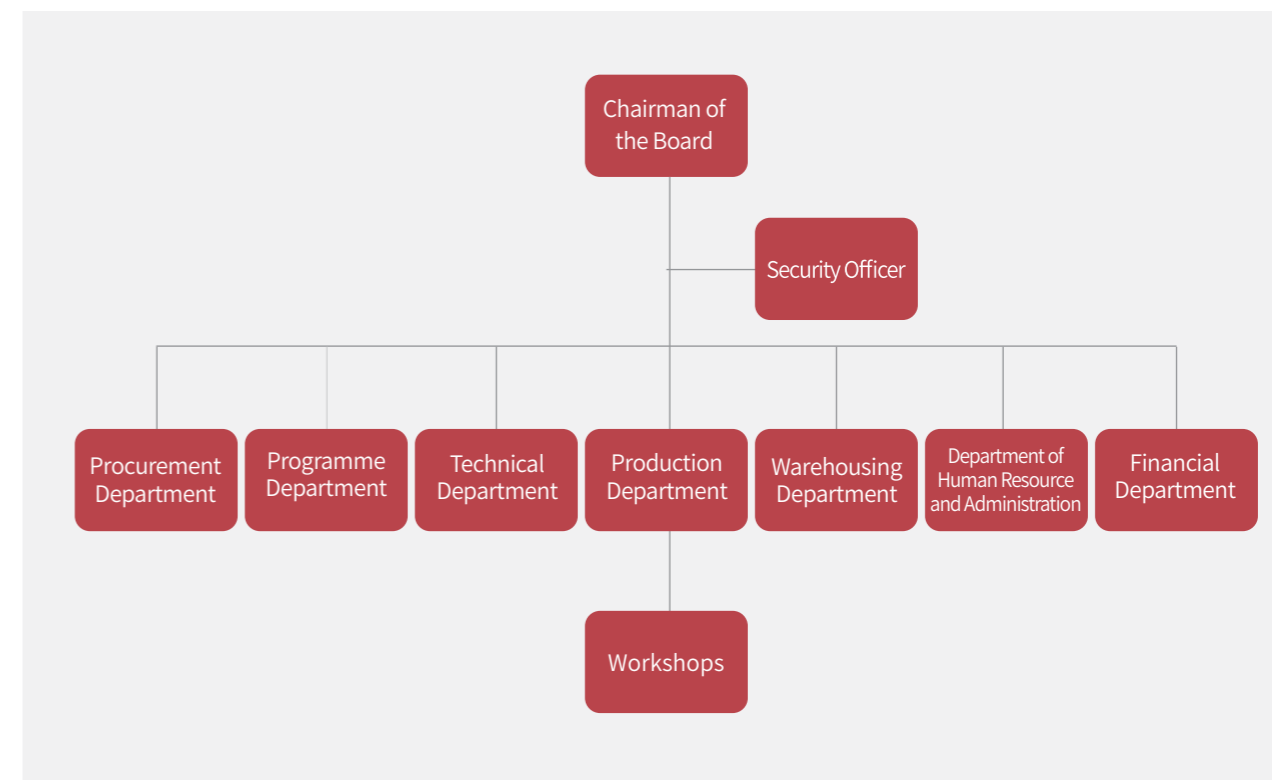 Chairman of
the Board
Security Officer
Procurement
Department
Programme
Department
Technical
Department
Production
Department
Warehousing
Department
Department of
Human Resource
and Administration
Financial
Department
Workshops